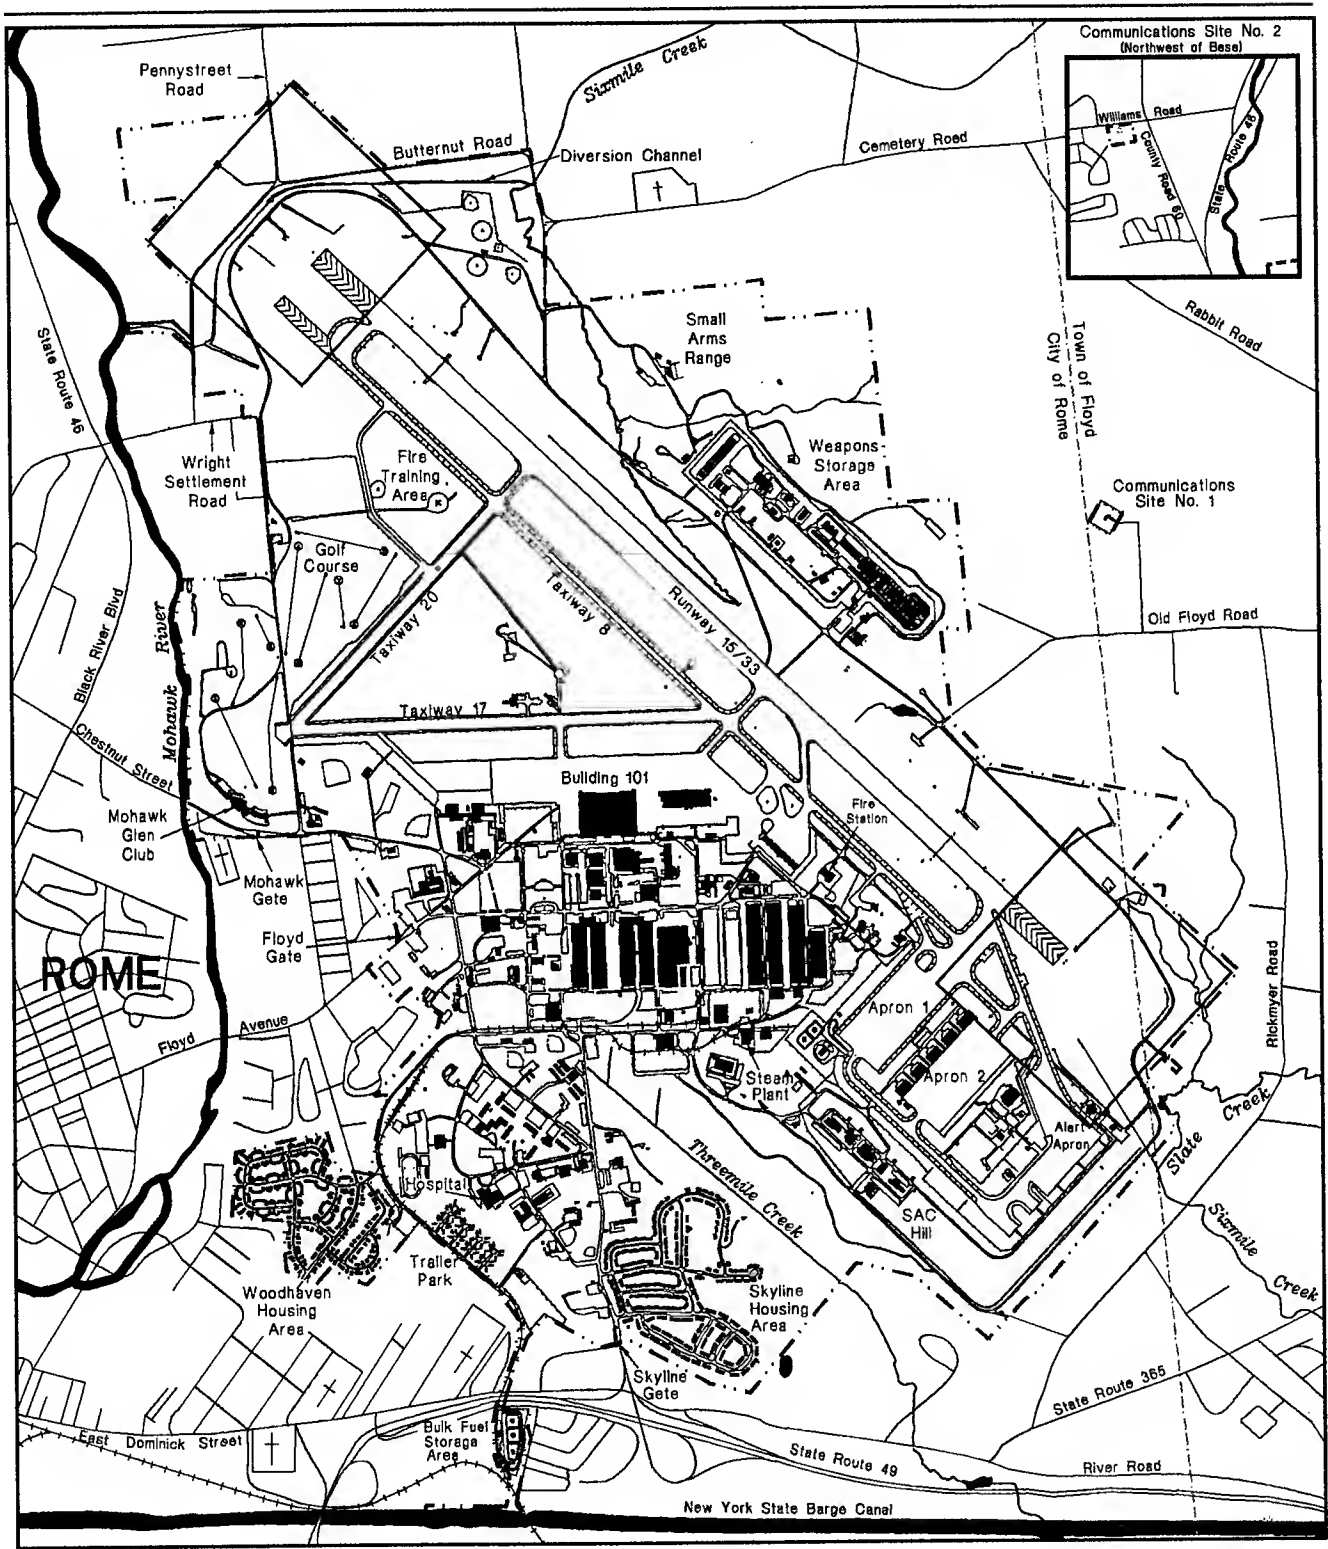 Communications Site No. 2
(Northwest of Base)
Williams Road
County Road 60
State Route 46
Pennystreet
Road
Sixmile Creek
Butternut Road
Diversion Channel
Cemetery Road
Rabbit Road
State Route 46
Small
Arms
Range
Town of Floyd
City of Rome
Wright
Settlement
Road
Fire
Training
Area
Weapons
Storage
Area
Communications
Site No. 1
Golf
Course
Taxiway 20
Taxiway 8
Runway 15/33
Old Floyd Road
Black River Blvd
Mohawk River
Taxiway 17
Chestnut Street
Building 101
Fire
Station
Mohawk
Glen
Club
Mohawk
Gate
Floyd
Gate
ROME
Floyd Avenue
Apron 1
Rickmyer Road
Apron 2
Steam
Plant
Alert
Apron
Slate Creek
Threemile Creek
Hospital
SAC
Hill
Sixmile Creek
Trailer
Park
Woodhaven
Housing
Area
Skyline
Housing
Area
Skyline
Gate
State Route 365
East Dominick Street
Bulk Fuel
Storage
Area
State Route 49
River Road
New York State Barge Canal